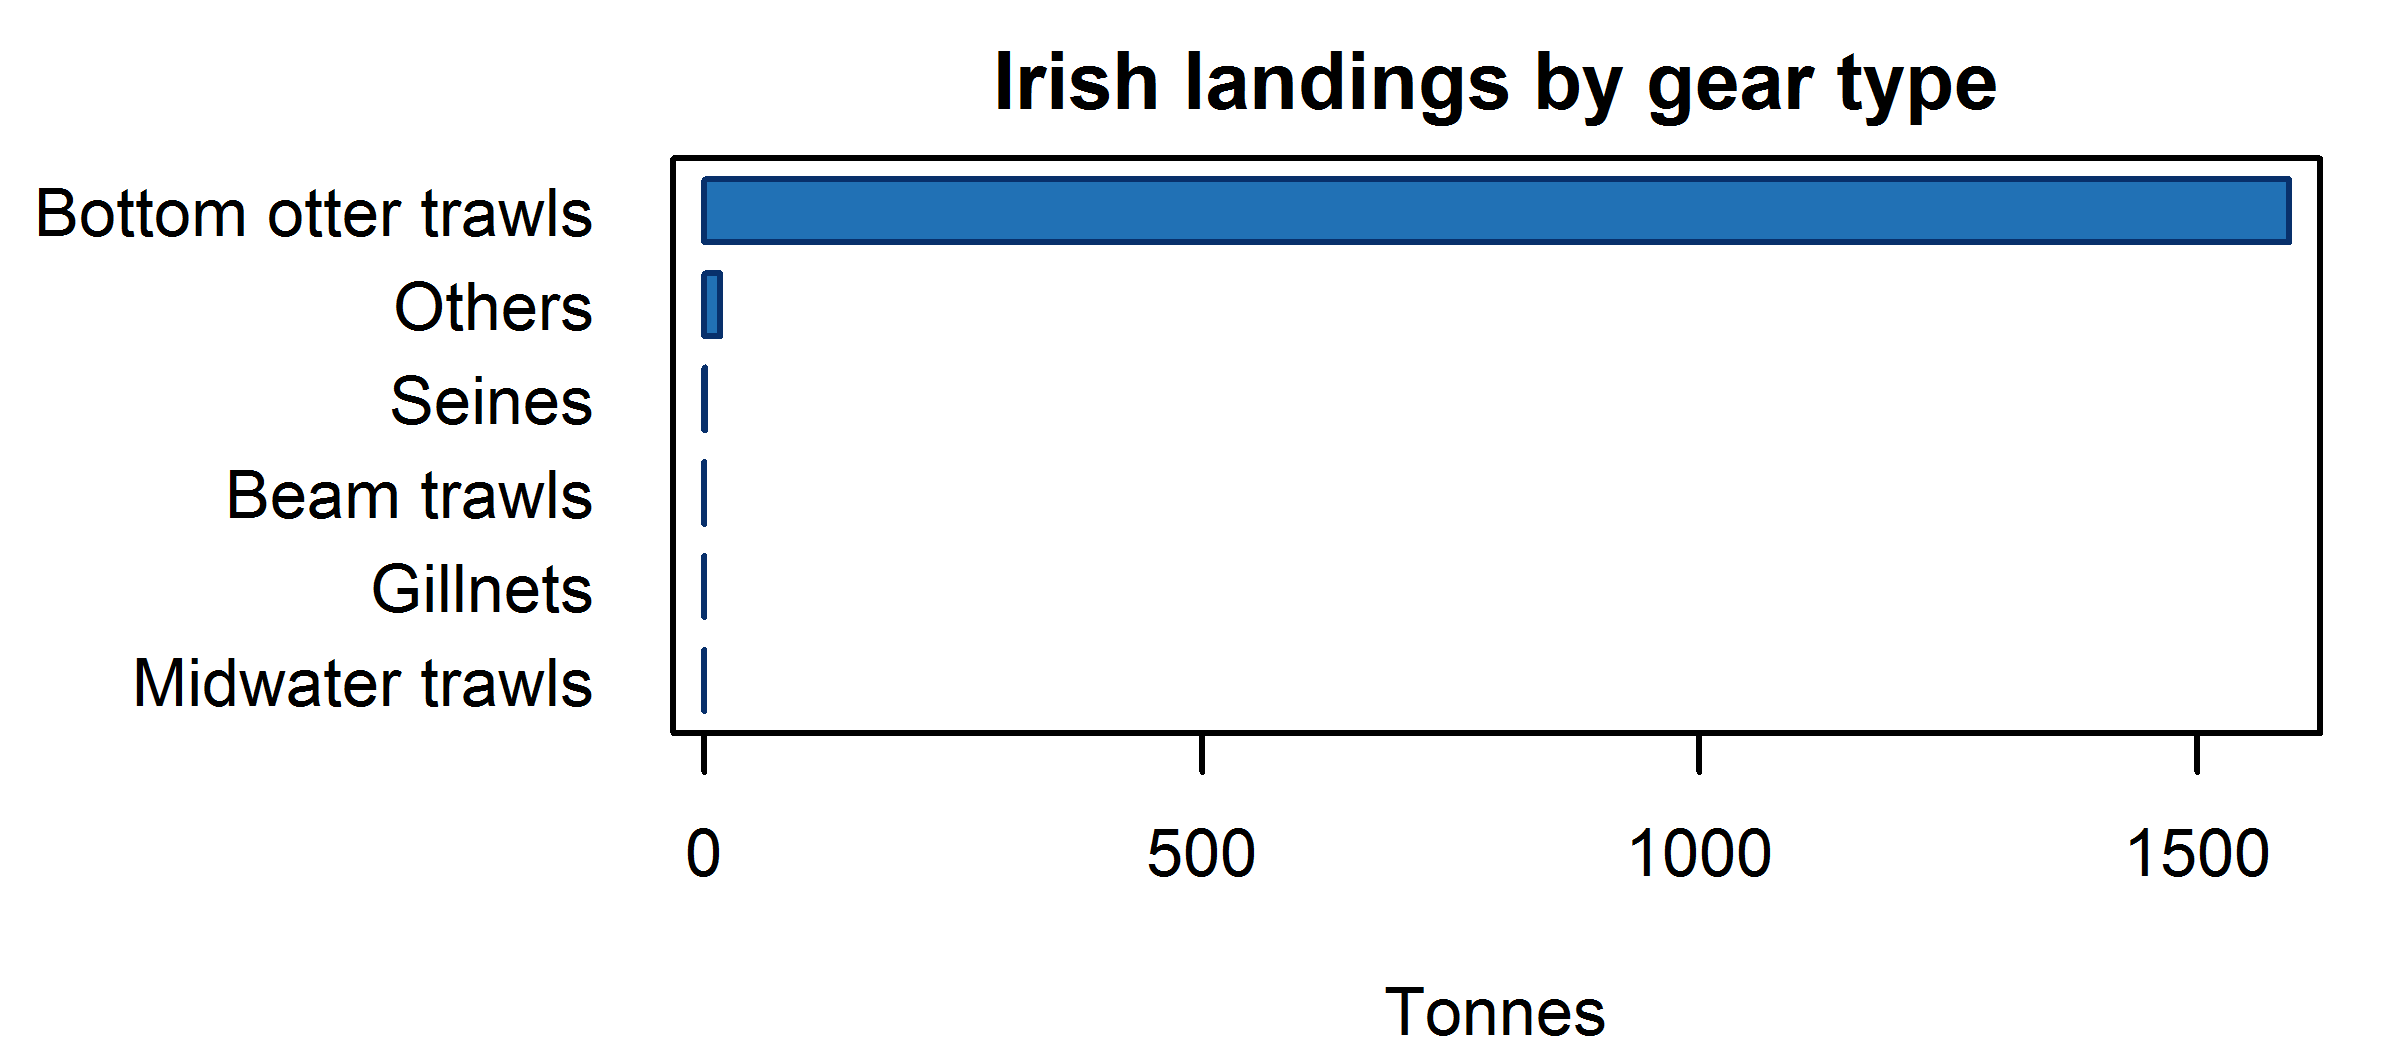 Irish landings by gear type
Bottom otter trawls
Others
Seines
Beam trawls
Gillnets
Midwater trawls
0 500 1000 1500
Tonnes